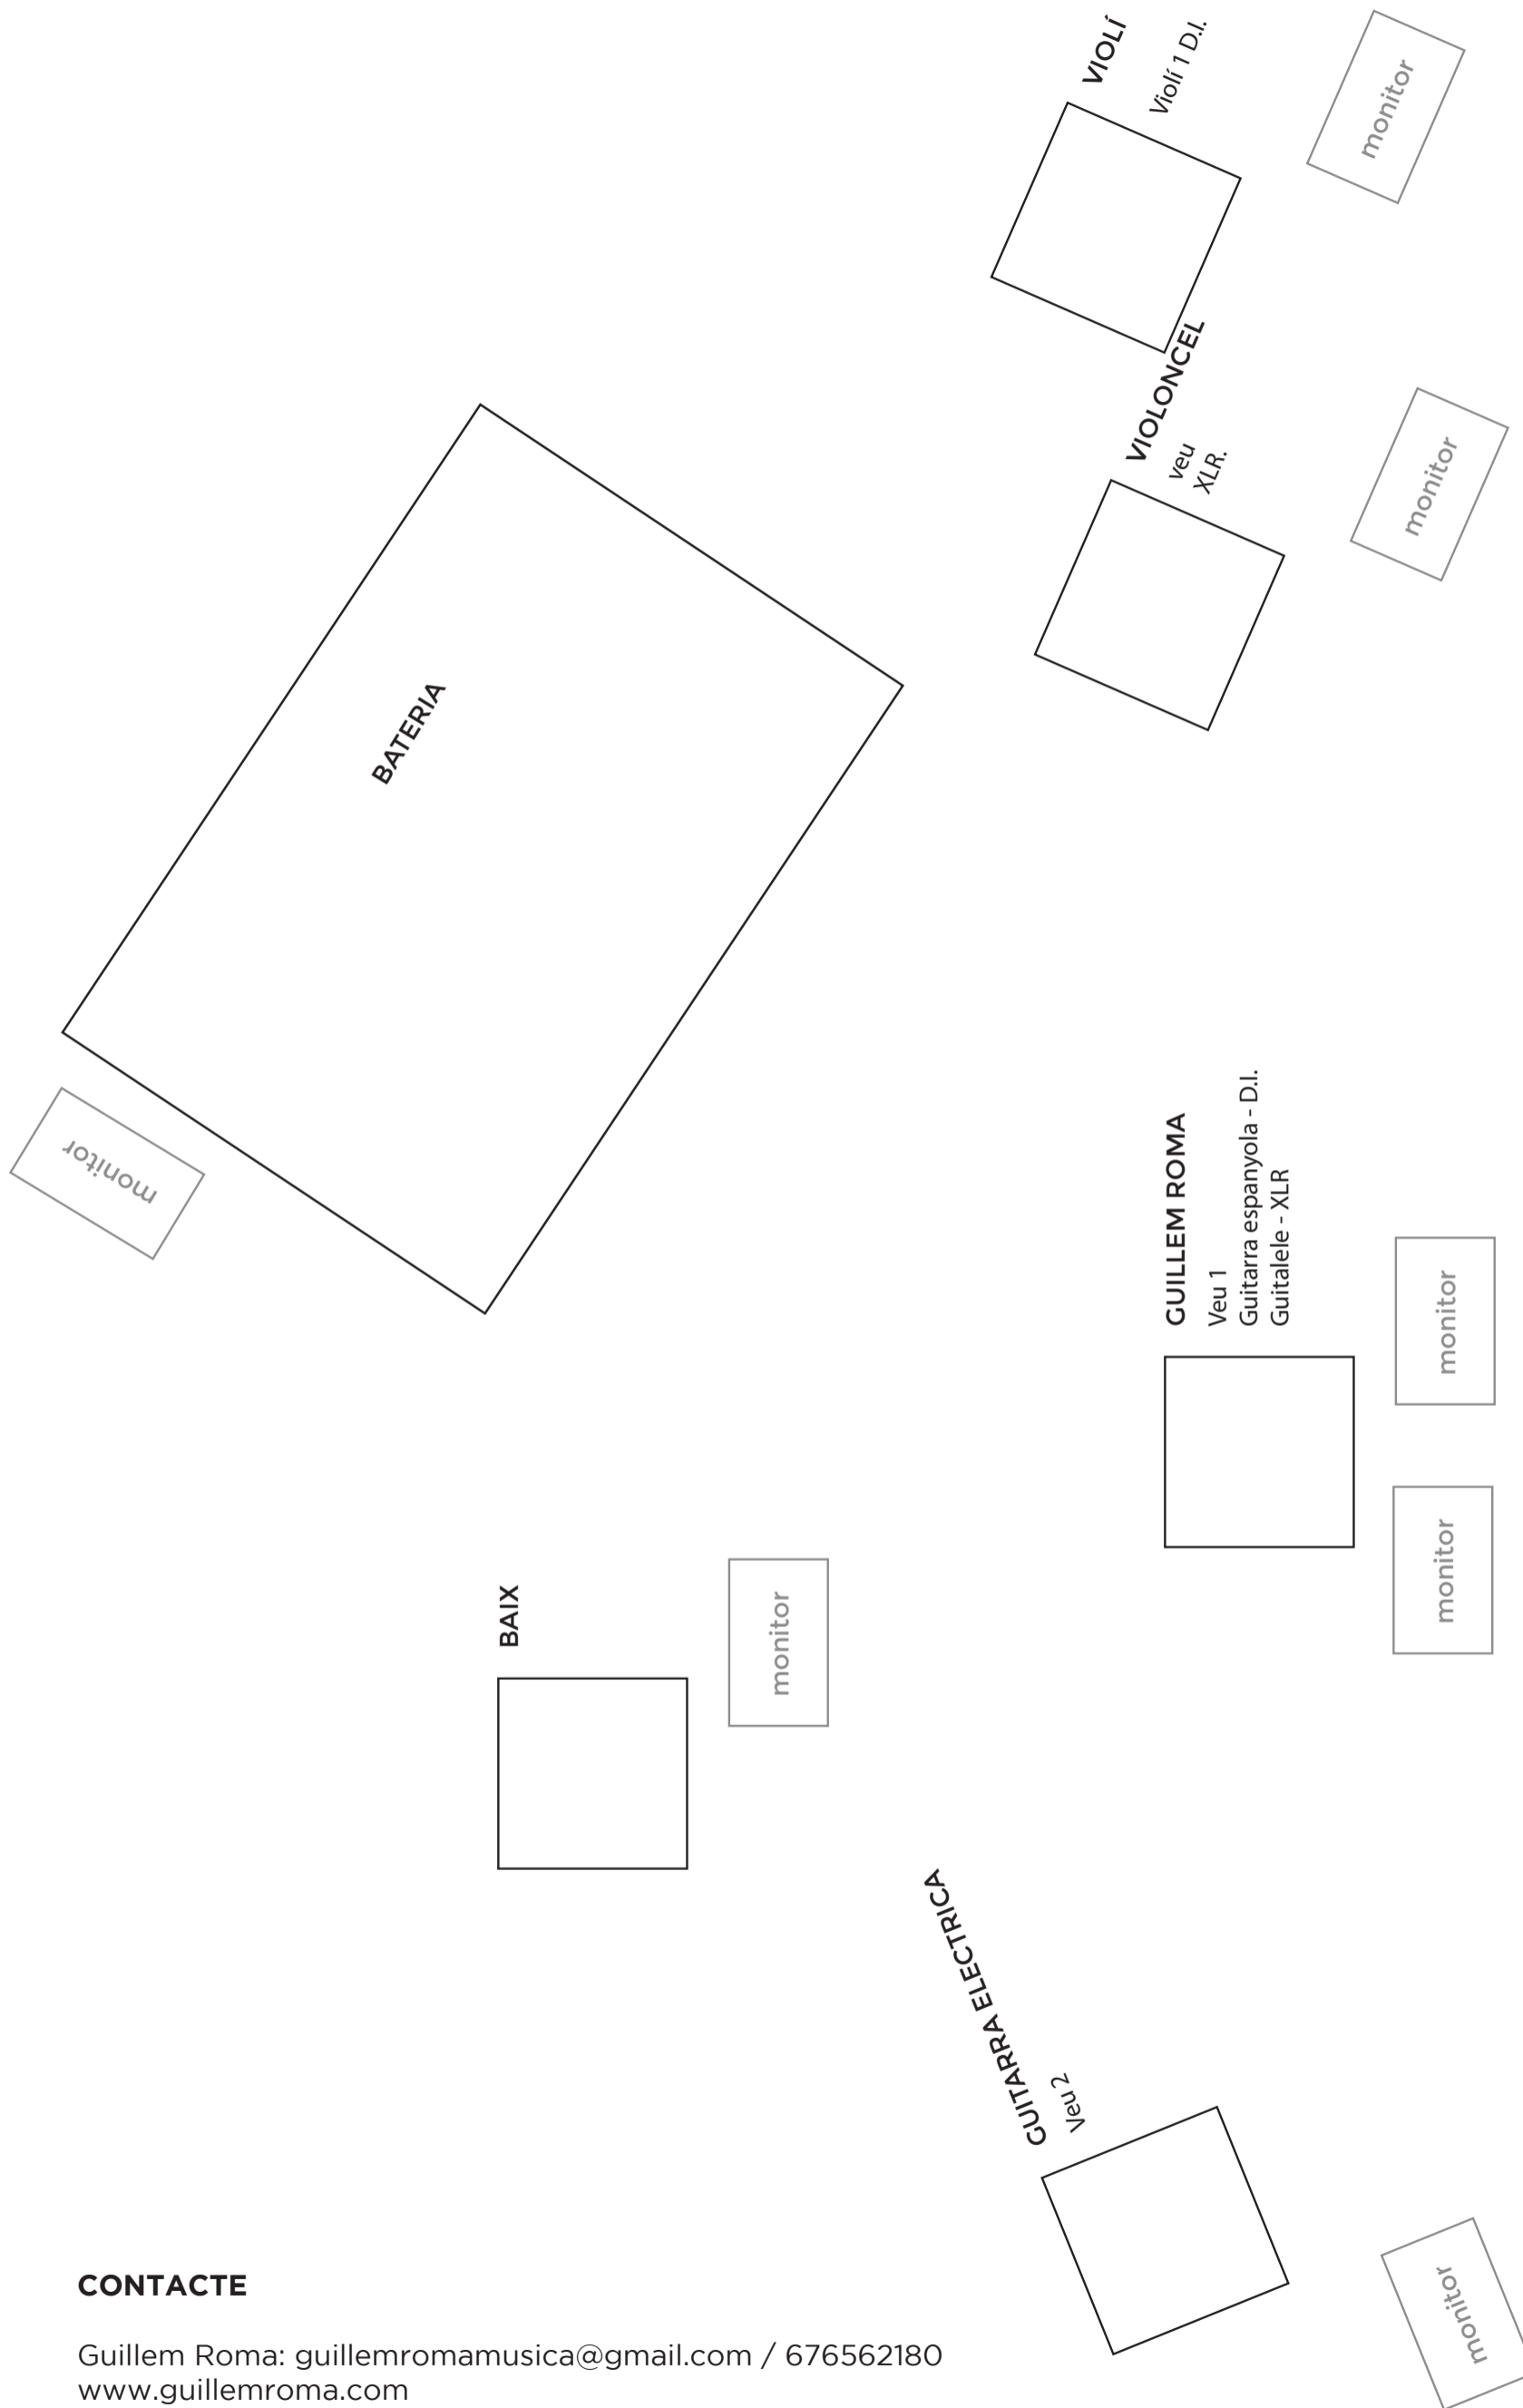 VIOLÍ
Violí 1 D.I.
monitor
VIOLONCEL
veu
XLR.
monitor
BATERIA
monitor
GUILLEM ROMA
Veu 1
Guitarra espanyola - D.I.
Guitalele - XLR
monitor
monitor
BAIX
monitor
GUITARRA ELECTRICA
Veu 2
monitor
CONTACTE
Guillem Roma: guillemromamusica@gmail.com / 676562180
www.guillemroma.com